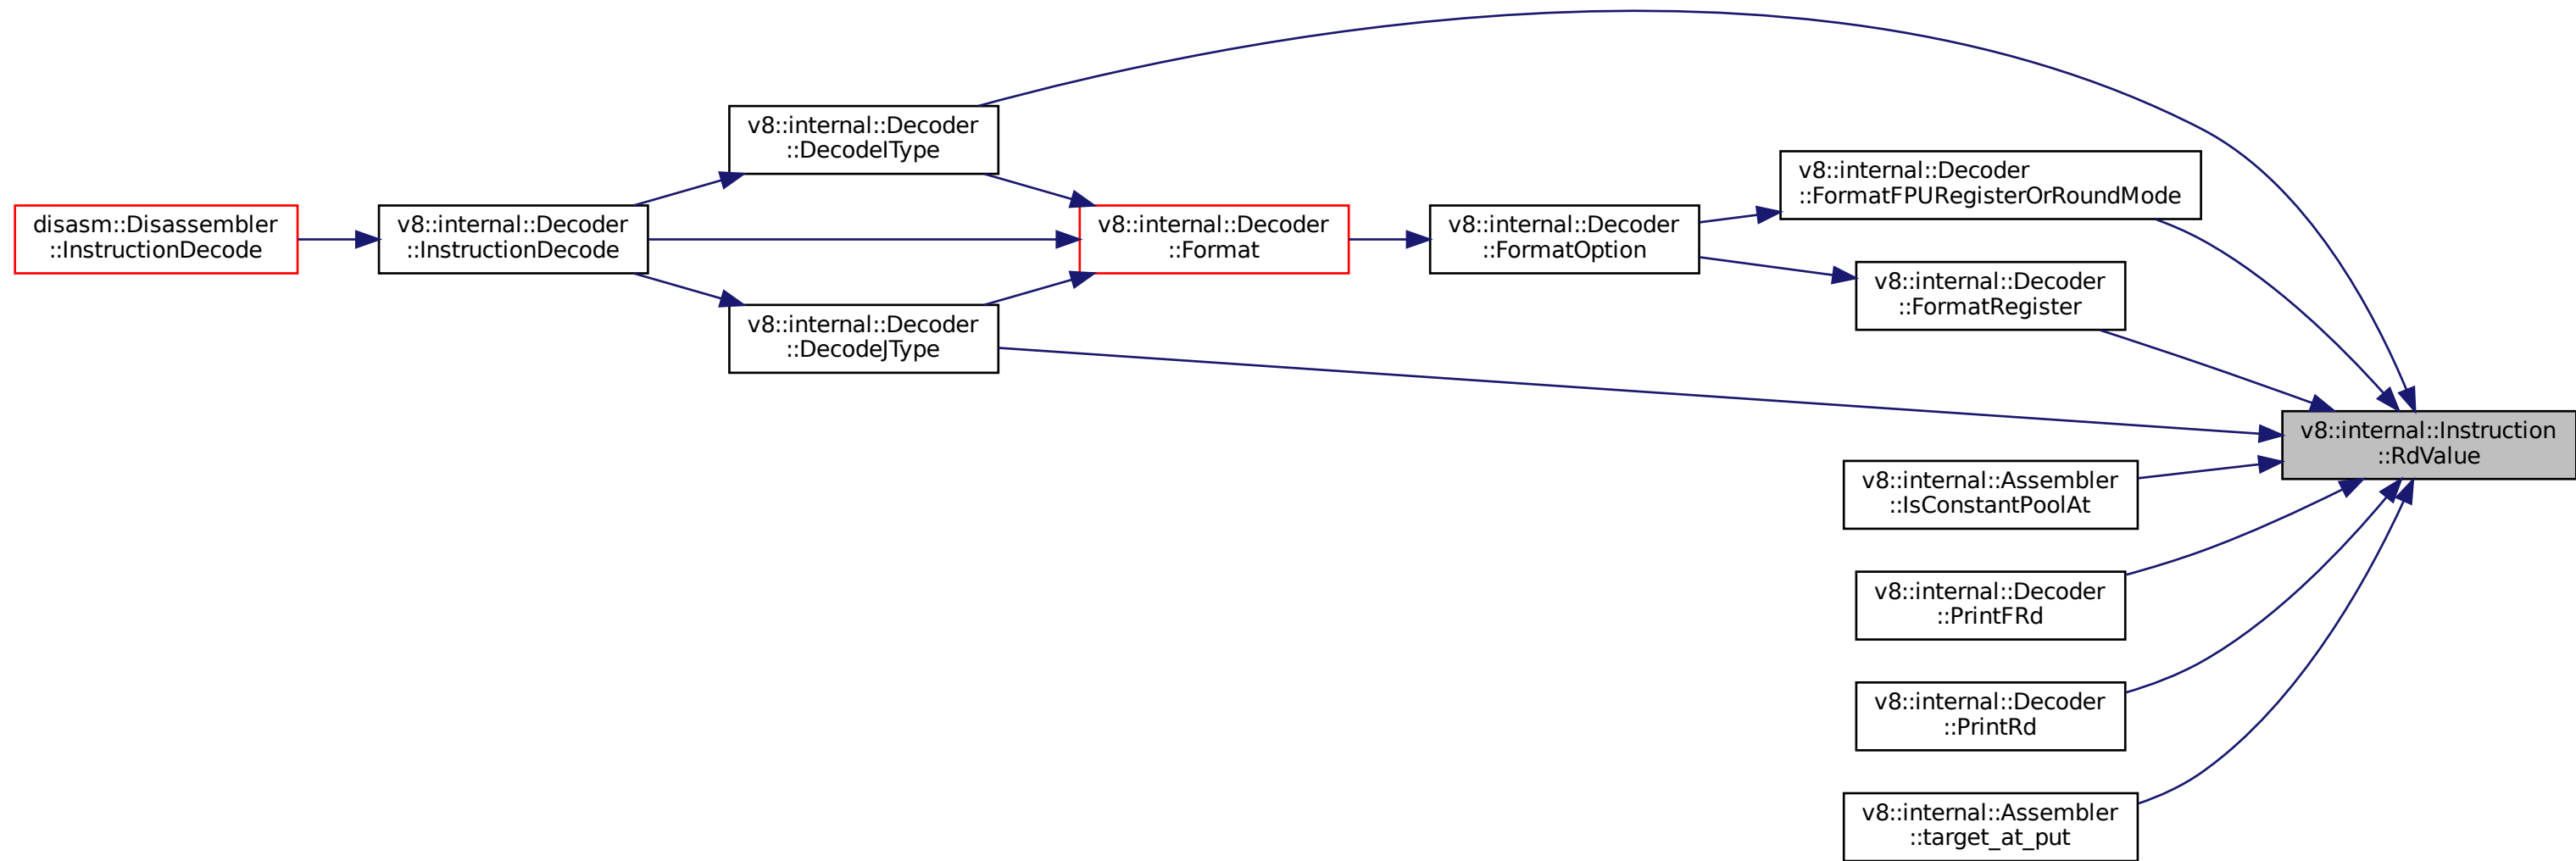 disasm::Disassembler
::InstructionDecode
v8::internal::Decoder
::InstructionDecode
v8::internal::Decoder
::DecodeIType
v8::internal::Decoder
::DecodeJType
v8::internal::Decoder
::Format
v8::internal::Decoder
::FormatOption
v8::internal::Decoder
::FormatFPURegisterOrRoundMode
v8::internal::Decoder
::FormatRegister
v8::internal::Assembler
::IsConstantPoolAt
v8::internal::Decoder
::PrintFRd
v8::internal::Decoder
::PrintRd
v8::internal::Assembler
::target_at_put
v8::internal::Instruction
::RdValue